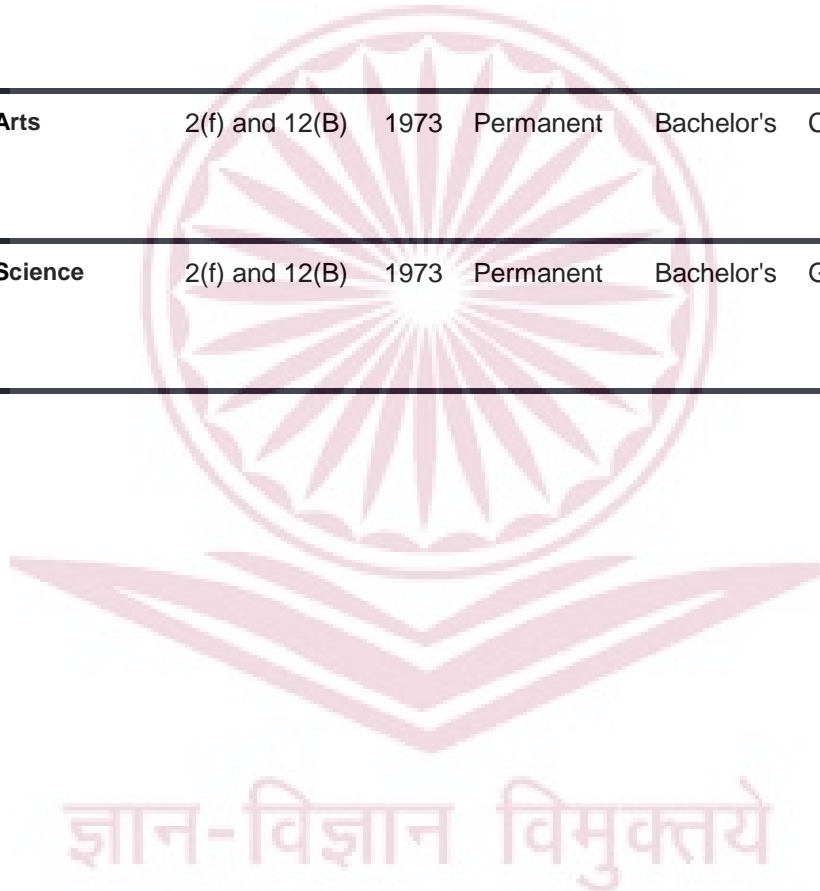 Arts 2(f) and 12(B) 1973 Permanent Bachelor's
Science 2(f) and 12(B) 1973 Permanent Bachelor's
ज्ञान-विज्ञान विमुक्तये